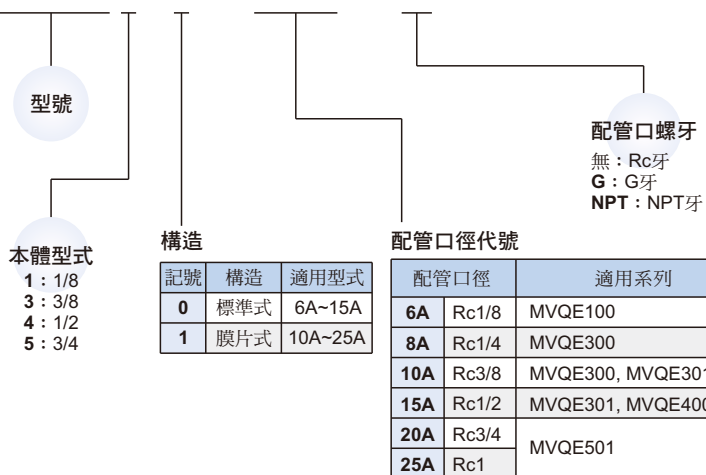 型號
配管口螺牙
無：Rc牙
G：G牙
NPT：NPT牙
本體型式
1：1/8
3：3/8
4：1/2
5：3/4
構造
記號 構造 適用型式
0 標準式 6A~15A
1 膜片式 10A~25A
配管口徑代號
配管口徑 適用系列
6A Rc1/8 MVQE100
8A Rc1/4 MVQE300
10A Rc3/8 MVQE300, MVQE301
15A Rc1/2 MVQE301, MVQE400
20A Rc3/4 MVQE501
25A Rc1